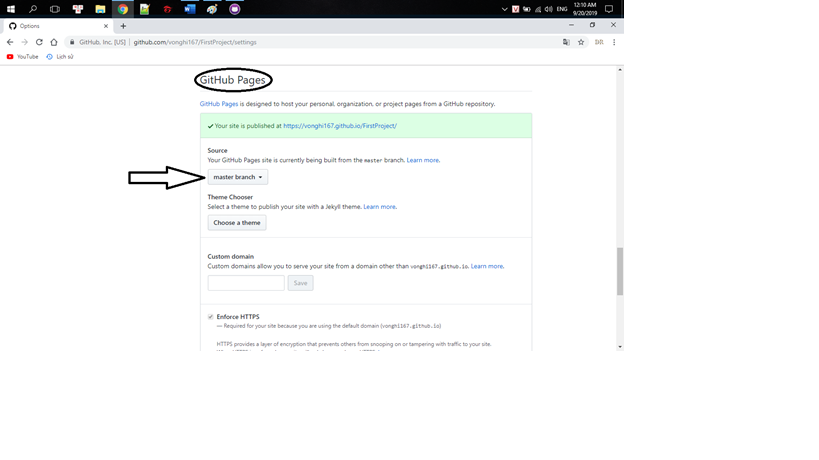 12:10 AM
ENG
9/20/2019
Options
GitHub, Inc. [US] | github.com/vonghi167/FirstProject/settings
YouTube
Lịch sử
GitHub Pages
GitHub Pages is designed to host your personal, organization, or project pages from a GitHub repository.
Your site is published at https://vonghi167.github.io/FirstProject/
Source
Your GitHub Pages site is currently being built from the master branch. Learn more.
master branch
Theme Chooser
Select a theme to publish your site with a Jekyll theme. Learn more.
Choose a theme
Custom domain
Custom domains allow you to serve your site from a domain other than vonghi167.github.io. Learn more.
Save
Enforce HTTPS
— Required for your site because you are using the default domain (vonghi167.github.io)
HTTPS provides a layer of encryption that prevents others from snooping on or tampering with traffic to your site.